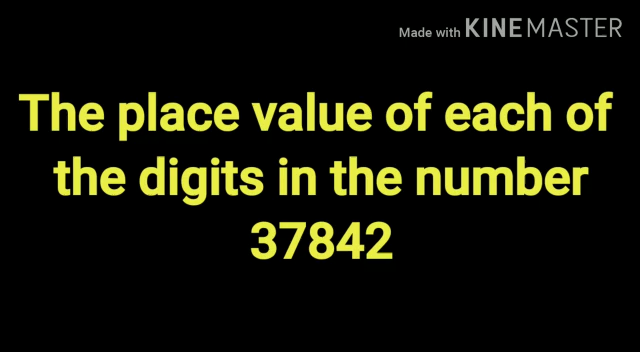 Made with KINEMASTER
The place value of each of
the digits in the number
37842